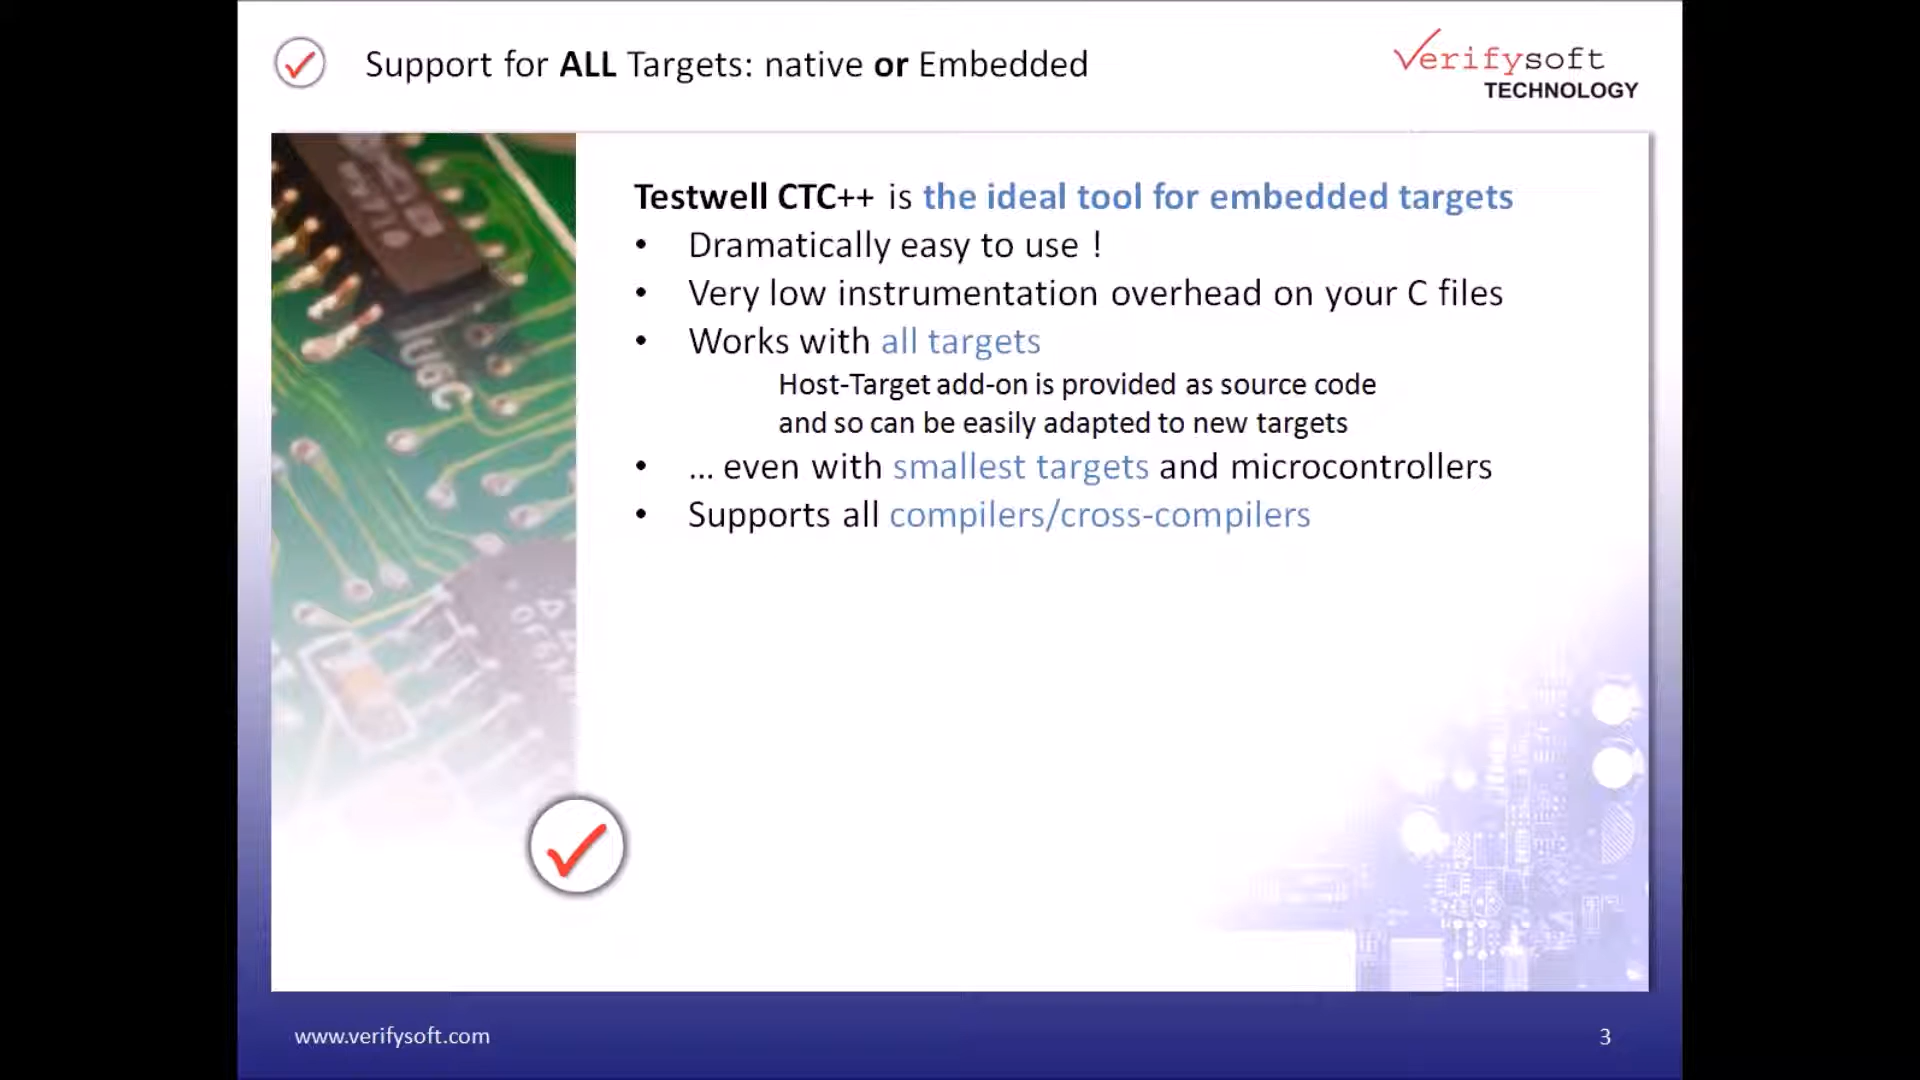 Support for ALL Targets: native or Embedded
Verifysoft
TECHNOLOGY
Testwell CTC++ is the ideal tool for embedded targets
• Dramatically easy to use !
• Very low instrumentation overhead on your C files
• Works with all targets
Host-Target add-on is provided as source code
and so can be easily adapted to new targets
• ... even with smallest targets and microcontrollers
• Supports all compilers/cross-compilers
www.verifysoft.com
3